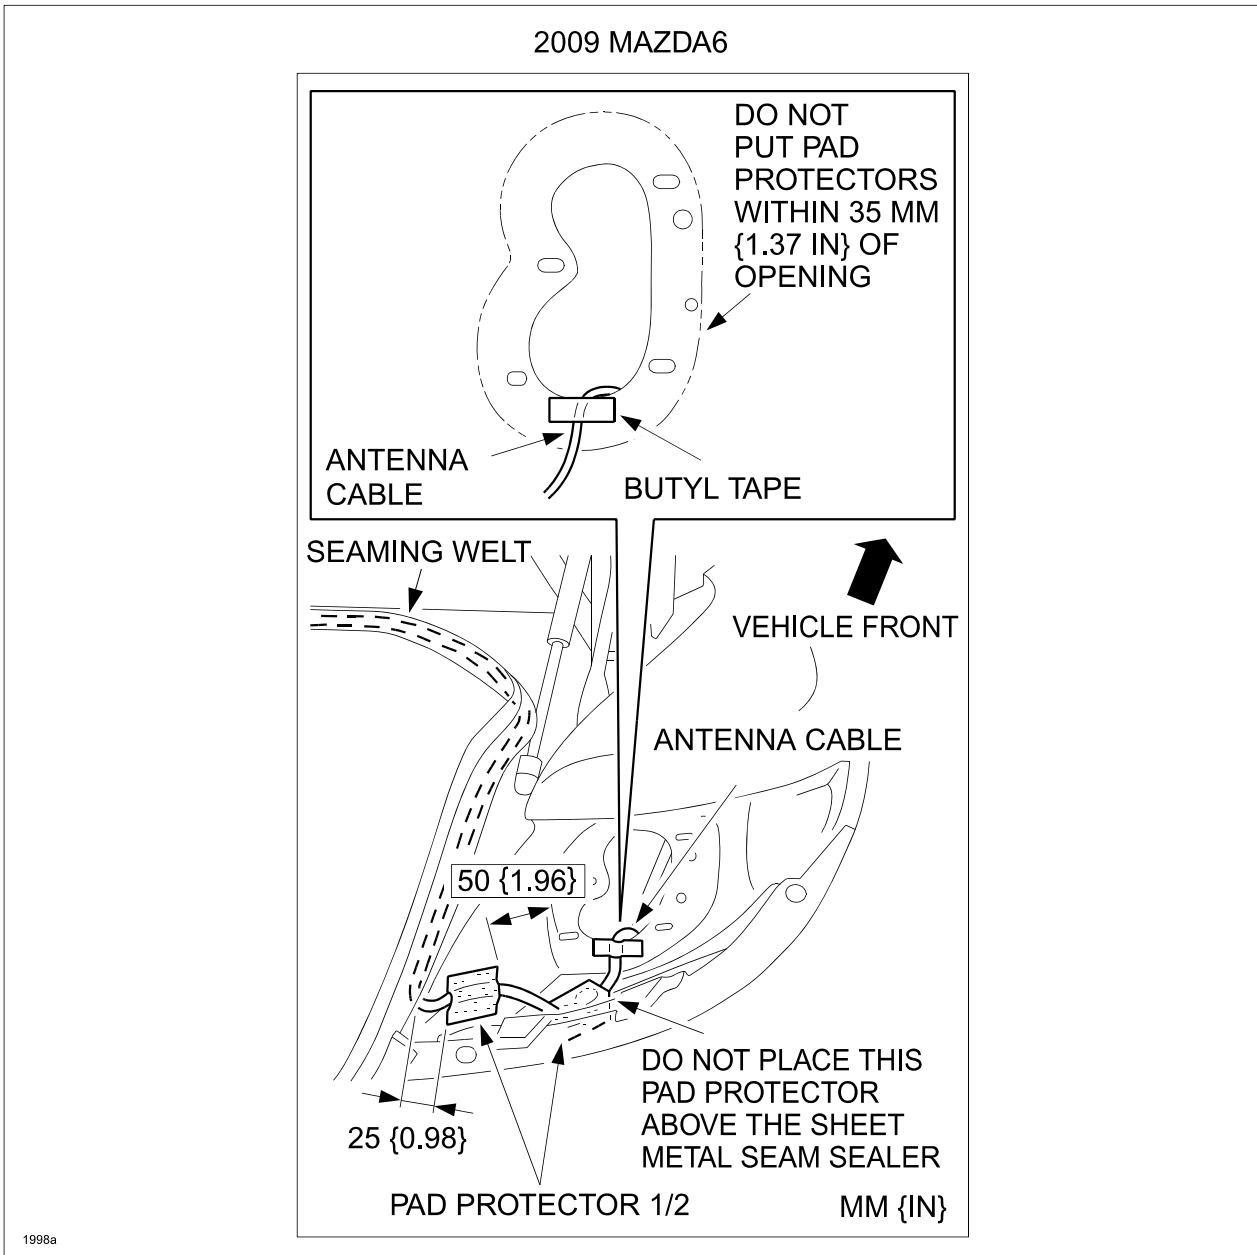 2009 MAZDA6
DO NOT
PUT PAD
PROTECTORS
WITHIN 35 MM
{1.37 IN} OF
OPENING
ANTENNA
CABLE
BUTYL TAPE
SEAMING WELT
VEHICLE FRONT
ANTENNA CABLE
50 {1.96}
DO NOT PLACE THIS
PAD PROTECTOR
ABOVE THE SHEET
METAL SEAM SEALER
25 {0.98}
PAD PROTECTOR 1/2
MM {IN}
1998a